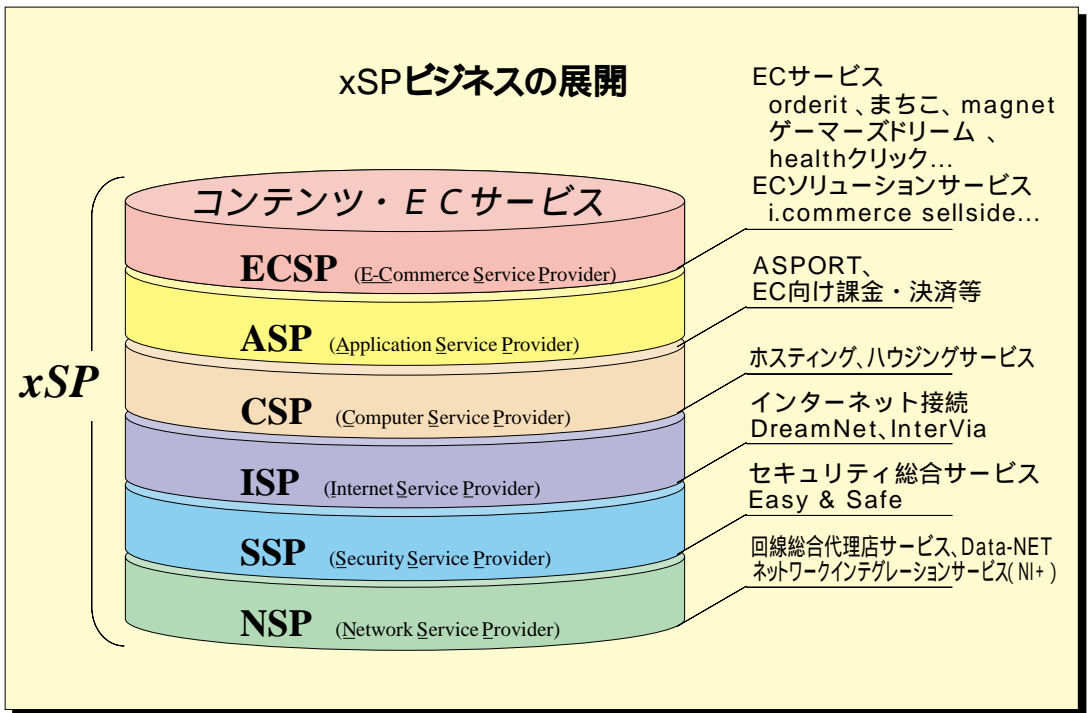 xSPビジネスの展開
ECサービス
orderit 、まちこ、magnet
ゲーマーズドリーム 、
healthクリック...
ECソリューションサービス
i.commerce sellside...
コンテンツ・ECサービス
ECSP (E-Commerce Service Provider)
ASPORT、
EC向け課金・決済等
ASP (Application Service Provider)
ホスティング、ハウジングサービス
xSP
CSP (Computer Service Provider)
インターネット接続
DreamNet、InterVia
ISP (Internet Service Provider)
セキュリティ総合サービス
Easy & Safe
SSP (Security Service Provider)
回線総合代理店サービス、Data-NET
ネットワークインテグレーションサービス( NI+ )
NSP (Network Service Provider)